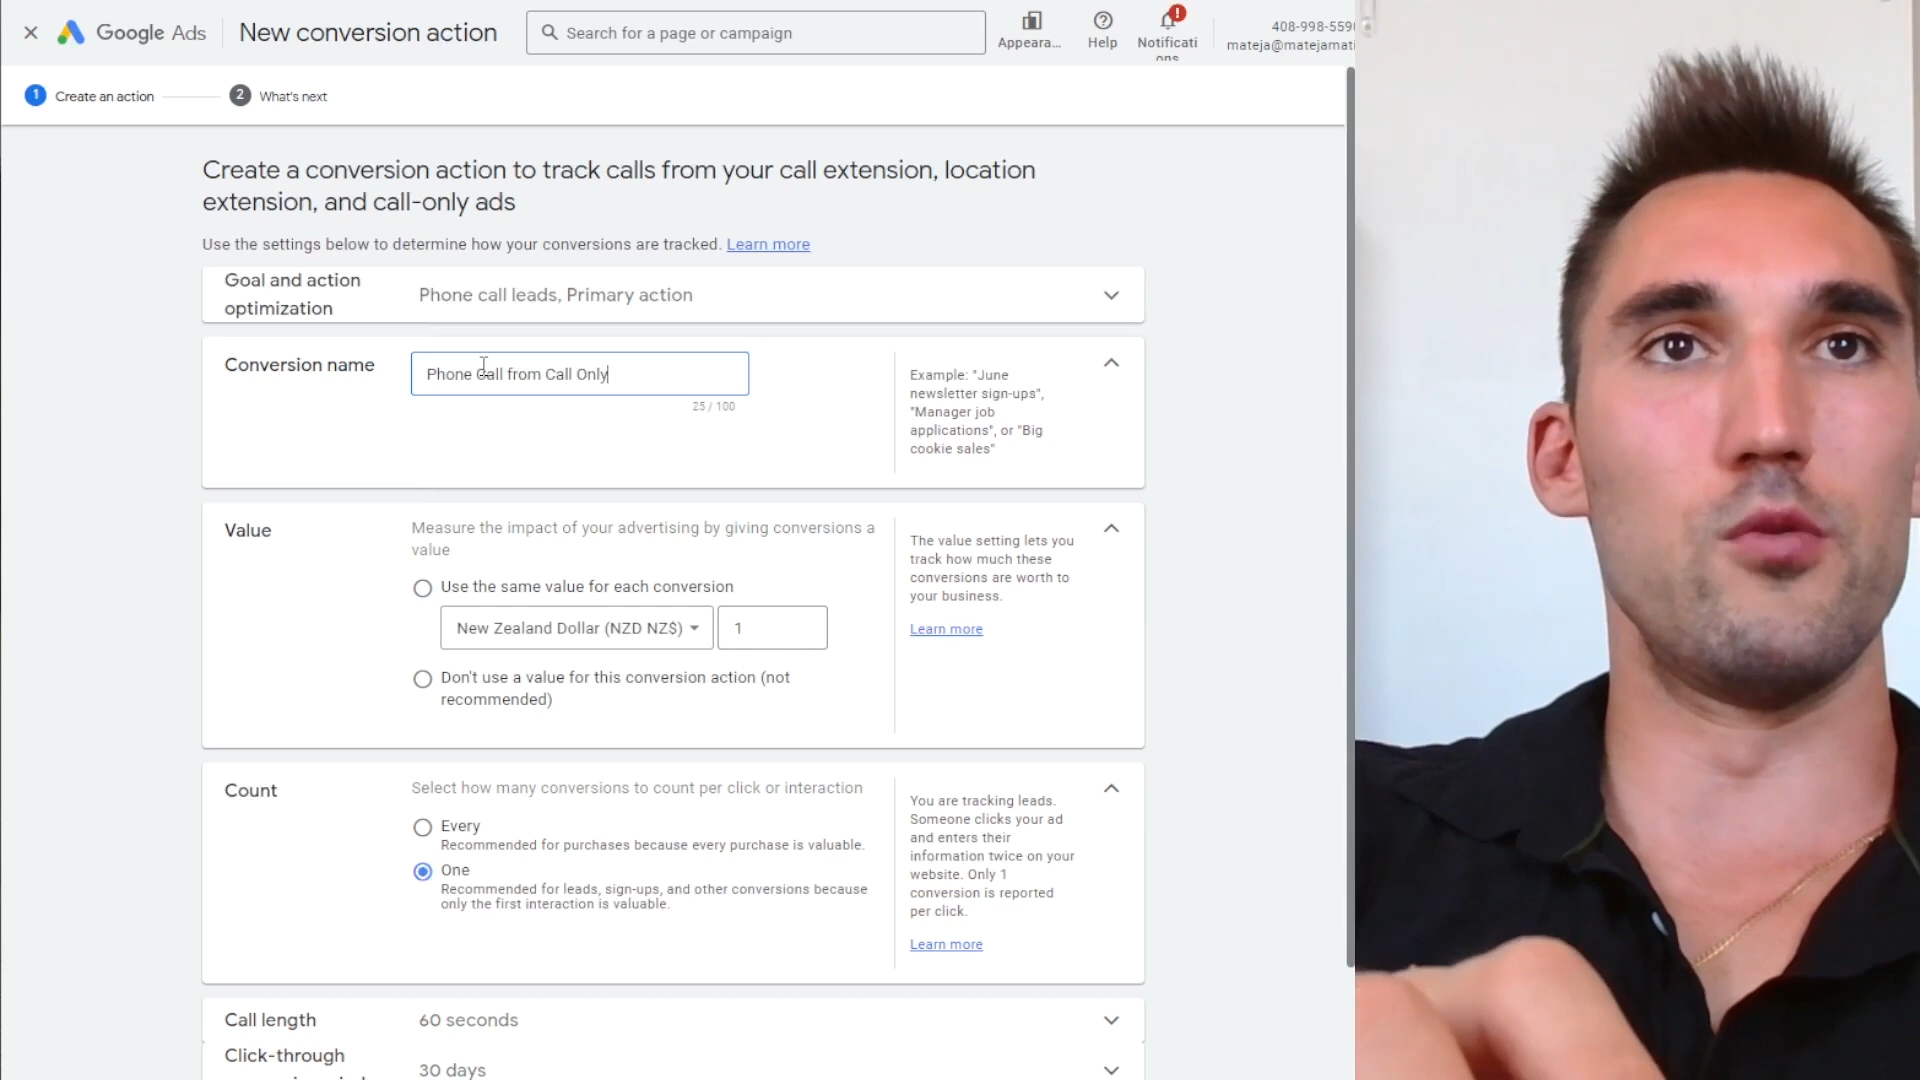 Google Ads
New conversion action
Search for a page or campaign
Appeara...
Help
Notificati
ons
408-998-559
mateja@matejamati
1 Create an action
2 What's next
Create a conversion action to track calls from your call extension, location
extension, and call-only ads
Use the settings below to determine how your conversions are tracked. Learn more
Goal and action
optimization
Phone call leads, Primary action
Conversion name
Phone Call from Call Only
25 / 100
Example: "June
newsletter sign-ups",
"Manager job
applications", or "Big
cookie sales"
Value
Measure the impact of your advertising by giving conversions a
value
Use the same value for each conversion
New Zealand Dollar (NZD NZ$)
1
Don't use a value for this conversion action (not
recommended)
The value setting lets you
track how much these
conversions are worth to
your business.
Learn more
Count
Select how many conversions to count per click or interaction
Every
Recommended for purchases because every purchase is valuable.
One
Recommended for leads, sign-ups, and other conversions because
only the first interaction is valuable.
You are tracking leads.
Someone clicks your ad
and enters their
information twice on your
website. Only 1
conversion is reported
per click.
Learn more
Call length
60 seconds
Click-through
30 days